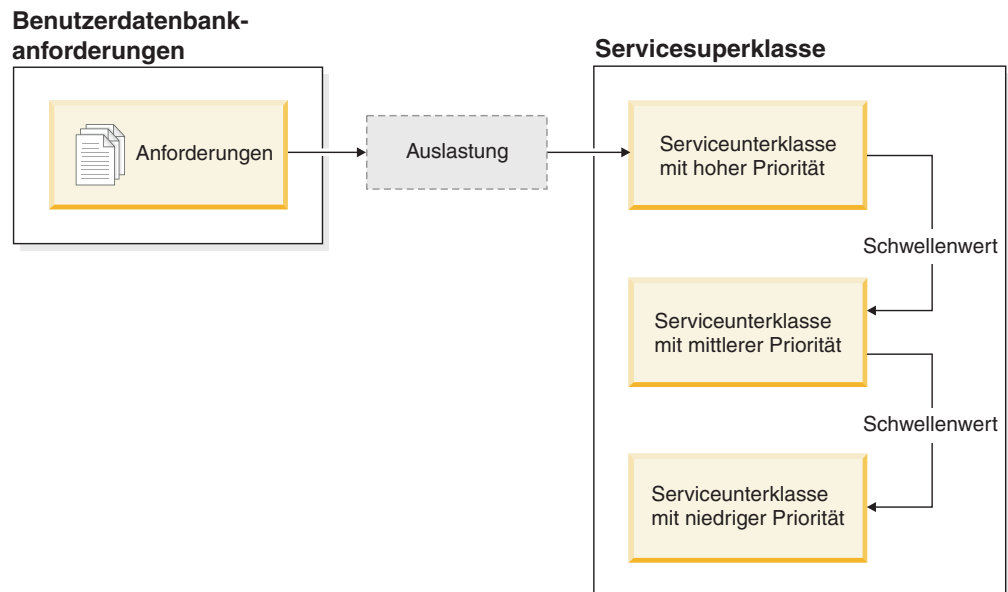 Benutzerdatenbank-
anforderungen
Anforderungen
Auslastung
Servicesuperklasse
Serviceunterklasse
mit hoher Priorität
Schwellenwert
Serviceunterklasse
mit mittlerer Priorität
Schwellenwert
Serviceunterklasse
mit niedriger Priorität